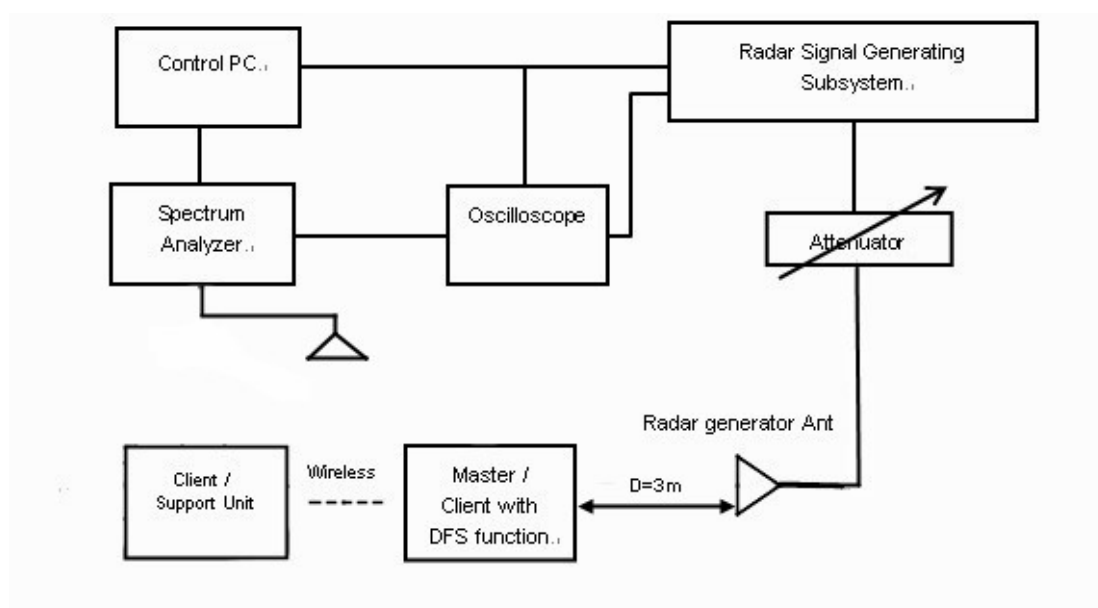 Control PC.
Radar Signal Generating
Subsystem.
Spectrum
Analyzer.
Oscilloscope
Attenuator
Radar generator Ant
Client /
Support Unit
Wireless
Master /
Client with
DFS function.
D=3m